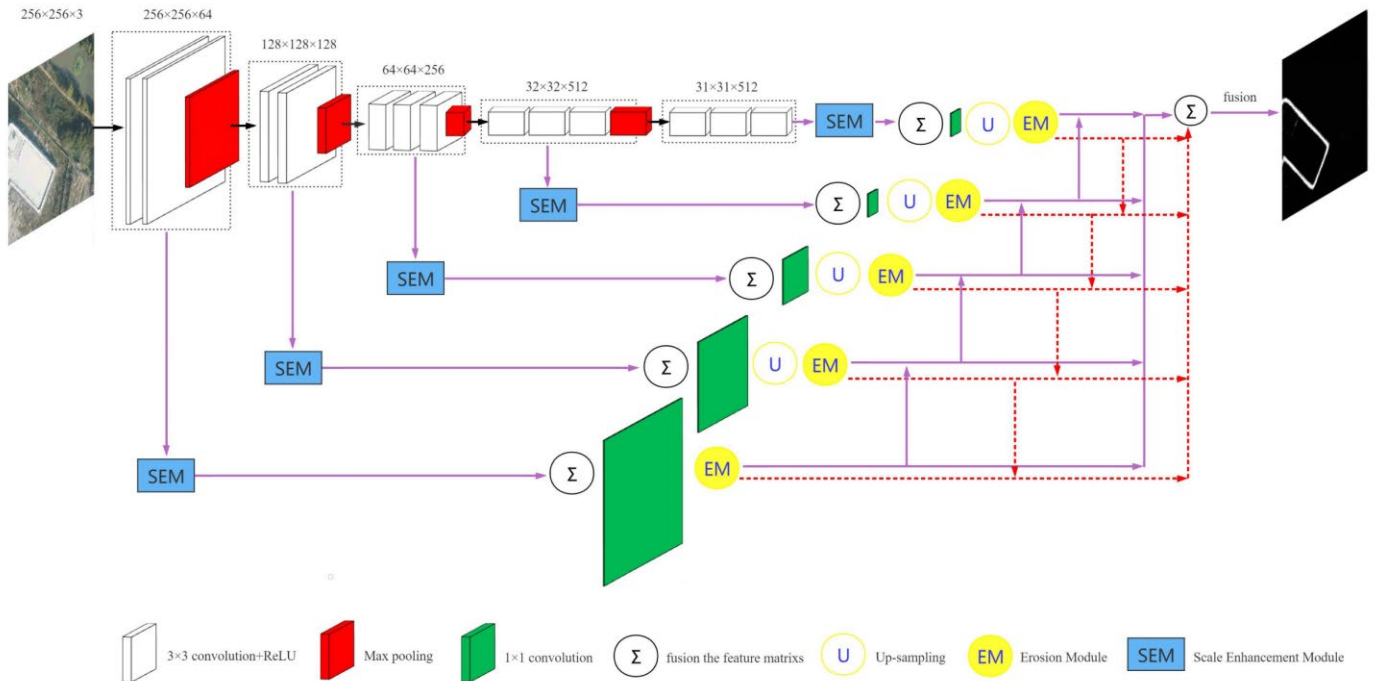 256×256×3
256×256×64
128×128×128
64×64×256
32×32×512
31×31×512
SEM
Σ
U
EM
Σ
fusion
SEM
Σ
U
EM
SEM
Σ
U
EM
SEM
Σ
U
EM
SEM
Σ
EM
3×3 convolution+ReLU
Max pooling
1×1 convolution
Σ
fusion the feature matrixs
U
Up-sampling
EM
Erosion Module
SEM
Scale Enhancement Module